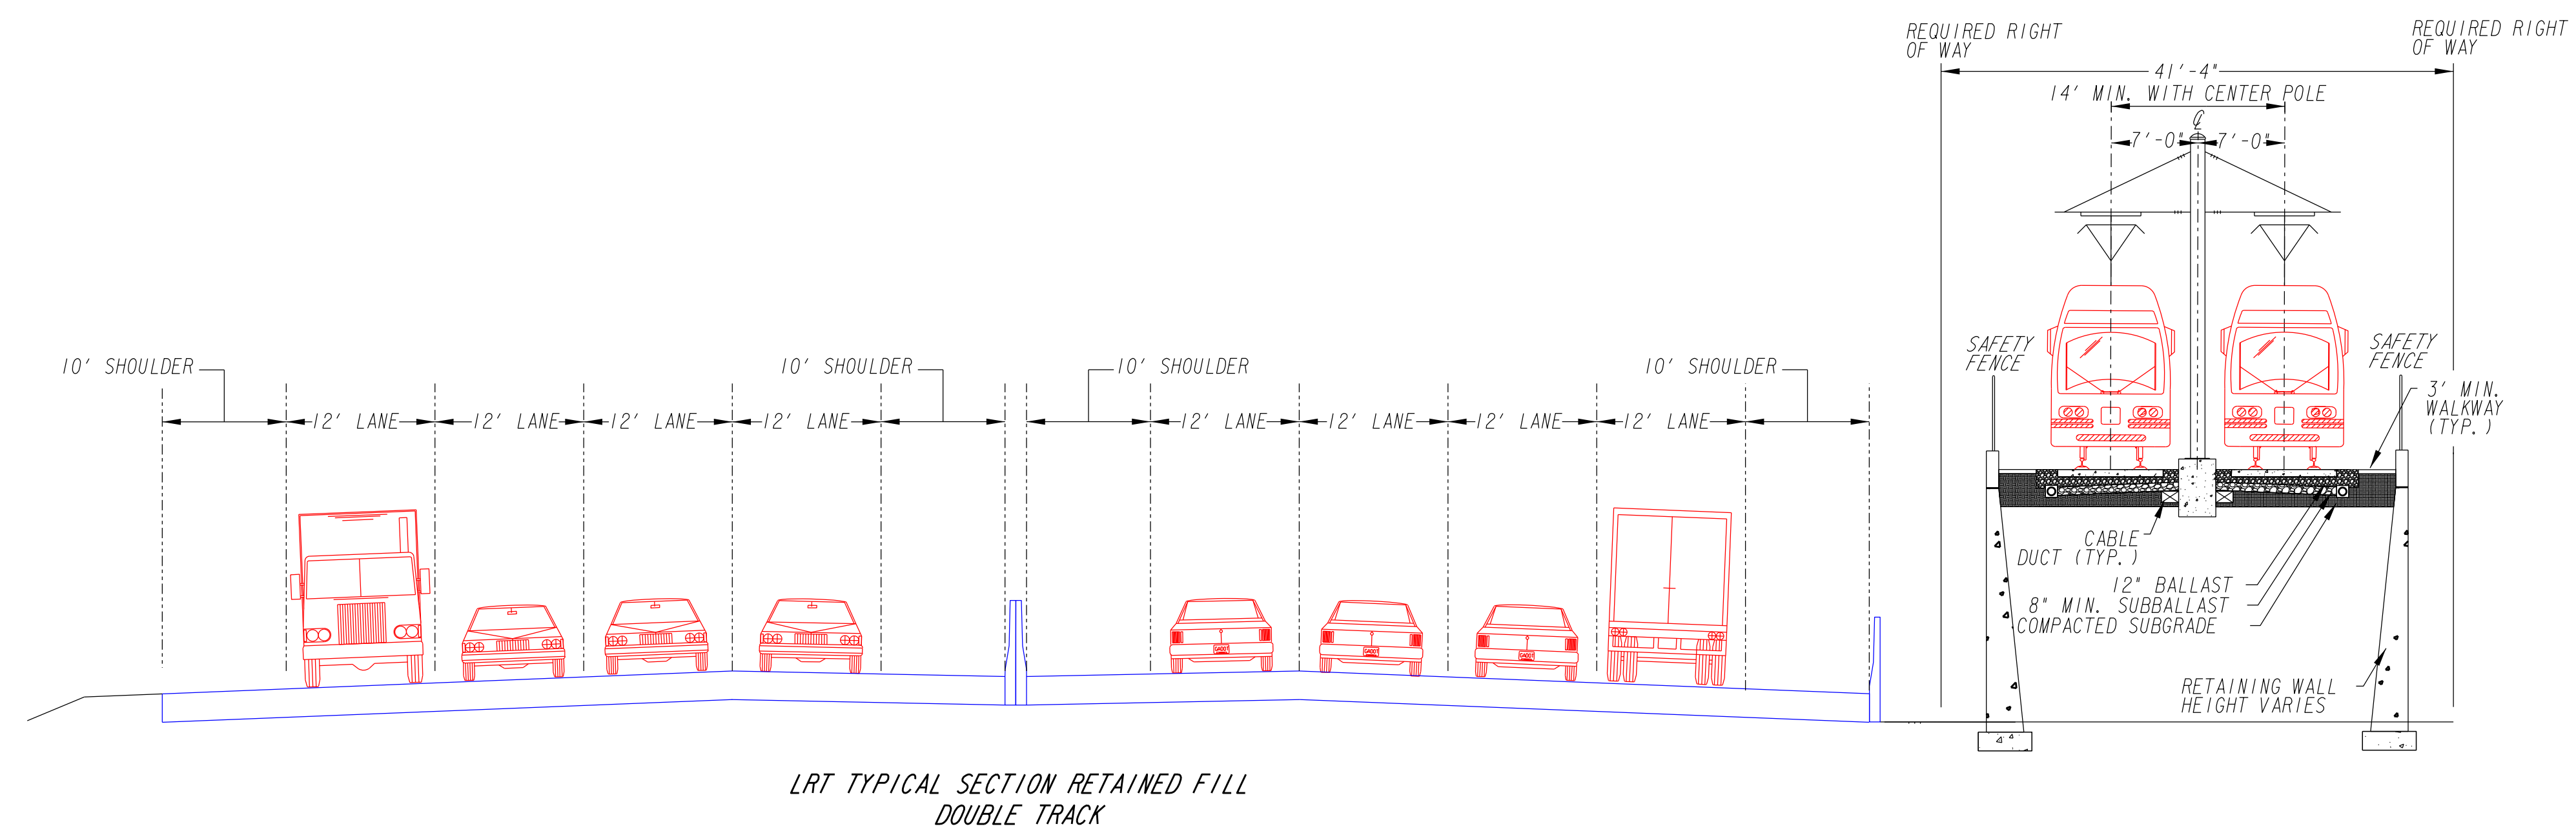 REQUIRED RIGHT
OF WAY
REQUIRED RIGHT
OF WAY
41'-4"
14' MIN. WITH CENTER POLE
℄
7'-0"
7'-0"
SAFETY
FENCE
SAFETY
FENCE
3' MIN.
WALKWAY
(TYP.)
10' SHOULDER
10' SHOULDER
10' SHOULDER
10' SHOULDER
12' LANE
12' LANE
12' LANE
12' LANE
12' LANE
12' LANE
12' LANE
12' LANE
CABLE
DUCT (TYP.)
12" BALLAST
8" MIN. SUBBALLAST
COMPACTED SUBGRADE
RETAINING WALL
HEIGHT VARIES
LRT TYPICAL SECTION RETAINED FILL
DOUBLE TRACK